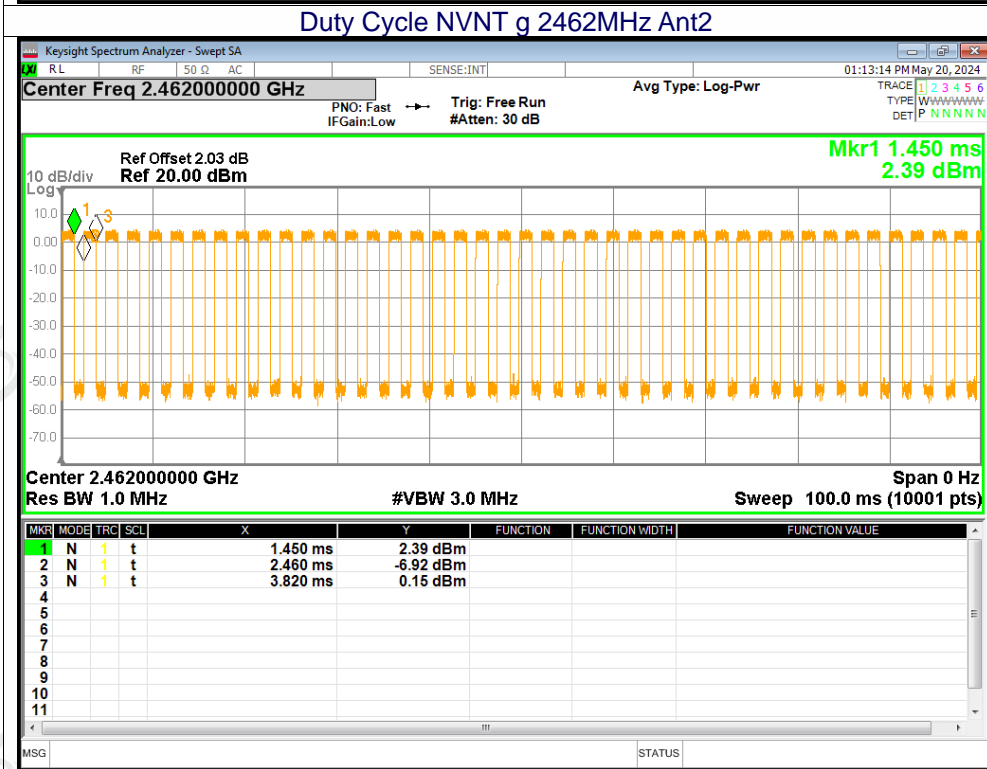 Duty Cycle NVNT g 2462MHz Ant2
Keysight Spectrum Analyzer - Swept SA
LXI RL RF 50 Ω AC SENSE:INT 01:13:14 PM May 20, 2024
Center Freq 2.462000000 GHz Avg Type: Log-Pwr TRACE 1 2 3 4 5 6
PNO: Fast Trig: Free Run TYPE WWWWWWW
IFGain:Low #Atten: 30 dB DET P N N N N N
Mkr1 1.450 ms
Ref Offset 2.03 dB
10 dB/div Ref 20.00 dBm 2.39 dBm
Log
1 3
10.0
0.00
-10.0
-20.0
-30.0
-40.0
-50.0
-60.0
-70.0
Center 2.462000000 GHz Span 0 Hz
Res BW 1.0 MHz #VBW 3.0 MHz Sweep 100.0 ms (10001 pts)
MKR MODE TRC SCL X Y FUNCTION FUNCTION WIDTH FUNCTION VALUE
1 N 1 t 1.450 ms 2.39 dBm
2 N 1 t 2.460 ms -6.92 dBm
3 N 1 t 3.820 ms 0.15 dBm
4
5
6
7
8
9
10
11
MSG STATUS